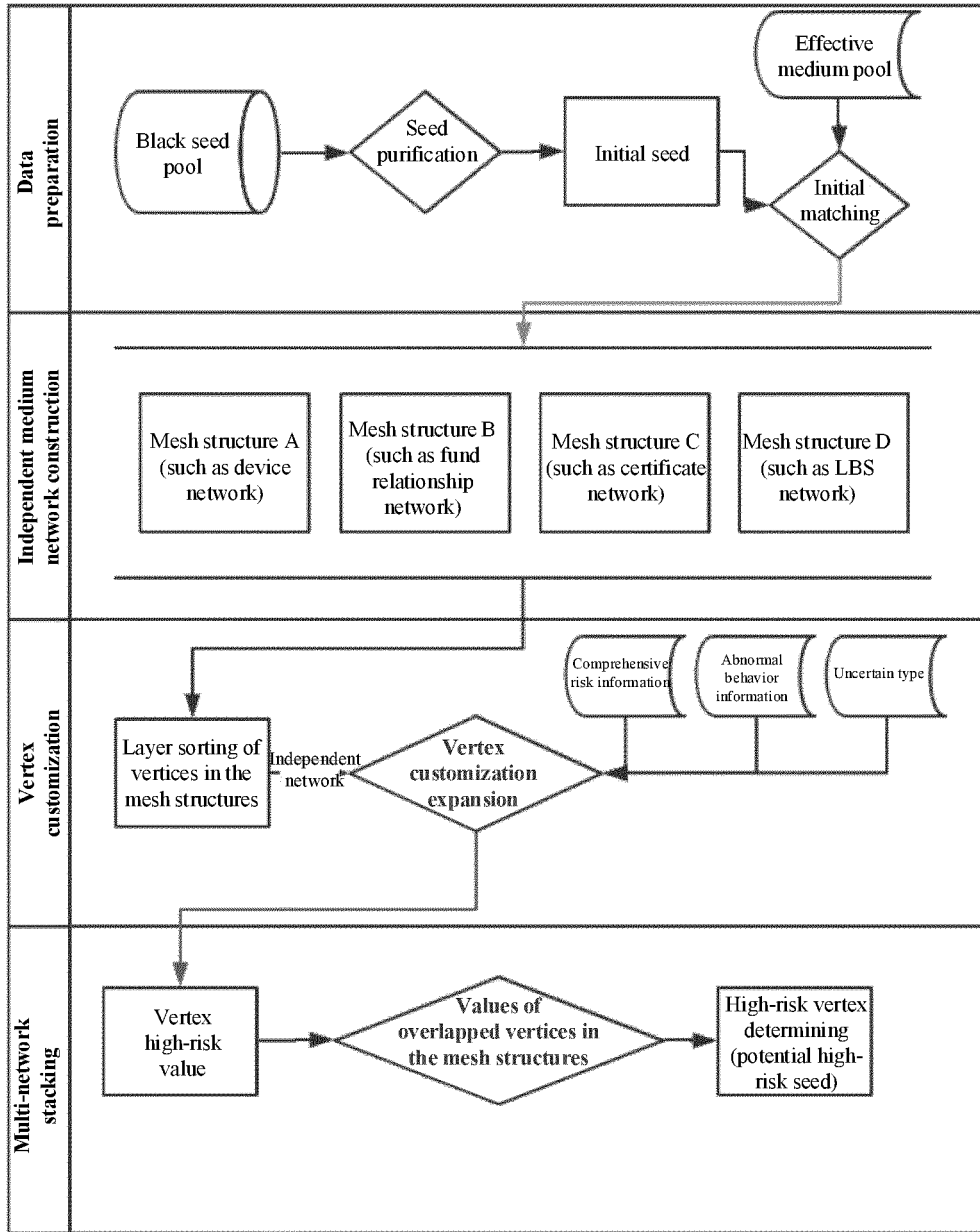 Data
preparation
Black seed
pool
Seed
purification
Initial seed
Effective
medium pool
Initial
matching
Independent medium
network construction
Mesh structure A
(such as device
network)
Mesh structure B
(such as fund
relationship
network)
Mesh structure C
(such as certificate
network)
Mesh structure D
(such as LBS
network)
Vertex
customization
Layer sorting of
vertices in the
mesh structures
Independent
network
Vertex
customization
expansion
Comprehensive
risk information
Abnormal
behavior
information
Uncertain type
Multi-network
stacking
Vertex
high-risk
value
Values of
overlapped vertices in
the mesh structures
High-risk vertex
determining
(potential high-
risk seed)